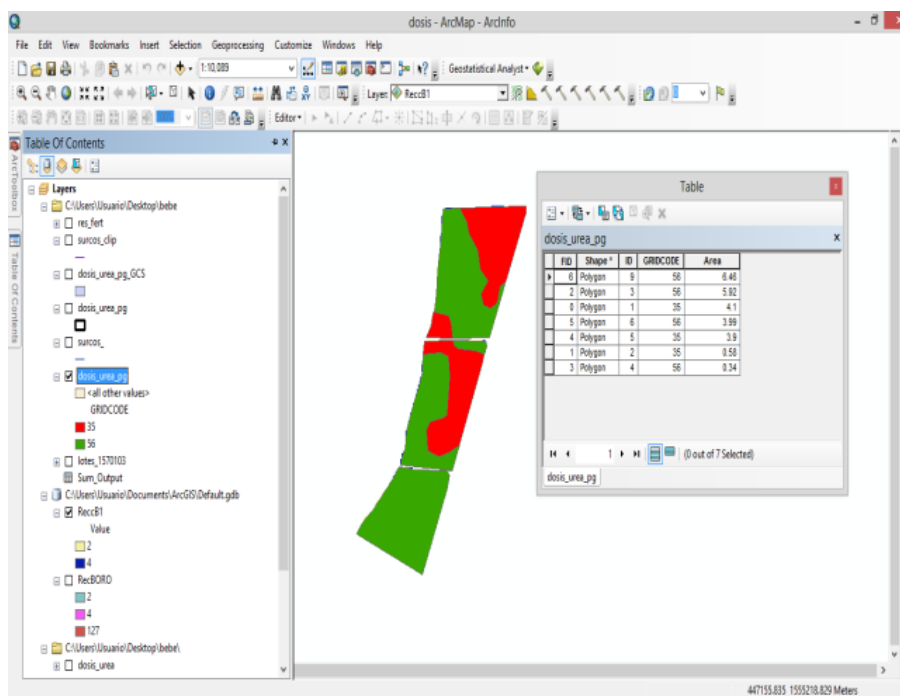 dosis - ArcMap - ArcInfo
File Edit View Bookmarks Insert Selection Geoprocessing Customize Windows Help
1:10,089
Geostatistical Analyst
Layer: ReccB1
Editor
Table Of Contents
ArcToolbox
Table Of Contents
Layers
C:\Users\Usuario\Desktop\bebe
res_fert
surcos_clip
dosis_urea_pg_GCS
dosis_urea_pg
surcos_
dosis_urea_pg
<all other values>
GRIDCODE
35
56
lotes_1570103
Sum_Output
C:\Users\Usuario\Documents\ArcGIS\Default.gdb
ReccB1
Value
2
4
RecBORO
2
4
127
C:\Users\Usuario\Desktop\bebe\
dosis_urea
Table
dosis_urea_pg
FID Shape * ID GRIDCODE Area
6 Polygon 9 56 6.46
2 Polygon 3 56 5.92
0 Polygon 1 35 4.1
5 Polygon 6 56 3.99
4 Polygon 5 35 3.9
1 Polygon 2 35 0.58
3 Polygon 4 56 0.34
1
(0 out of 7 Selected)
dosis_urea_pg
447155.835 1555218.829 Meters